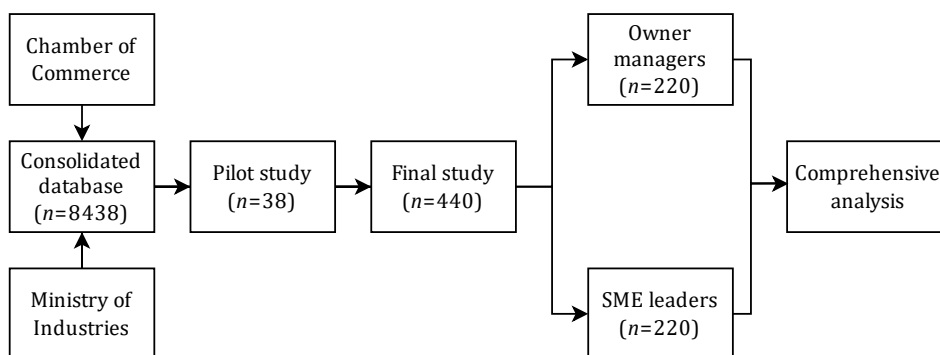 Chamber of
Commerce
Consolidated
database
(n=8438)
Ministry of
Industries
Pilot study
(n=38)
Final study
(n=440)
Owner
managers
(n=220)
SME leaders
(n=220)
Comprehensive
analysis